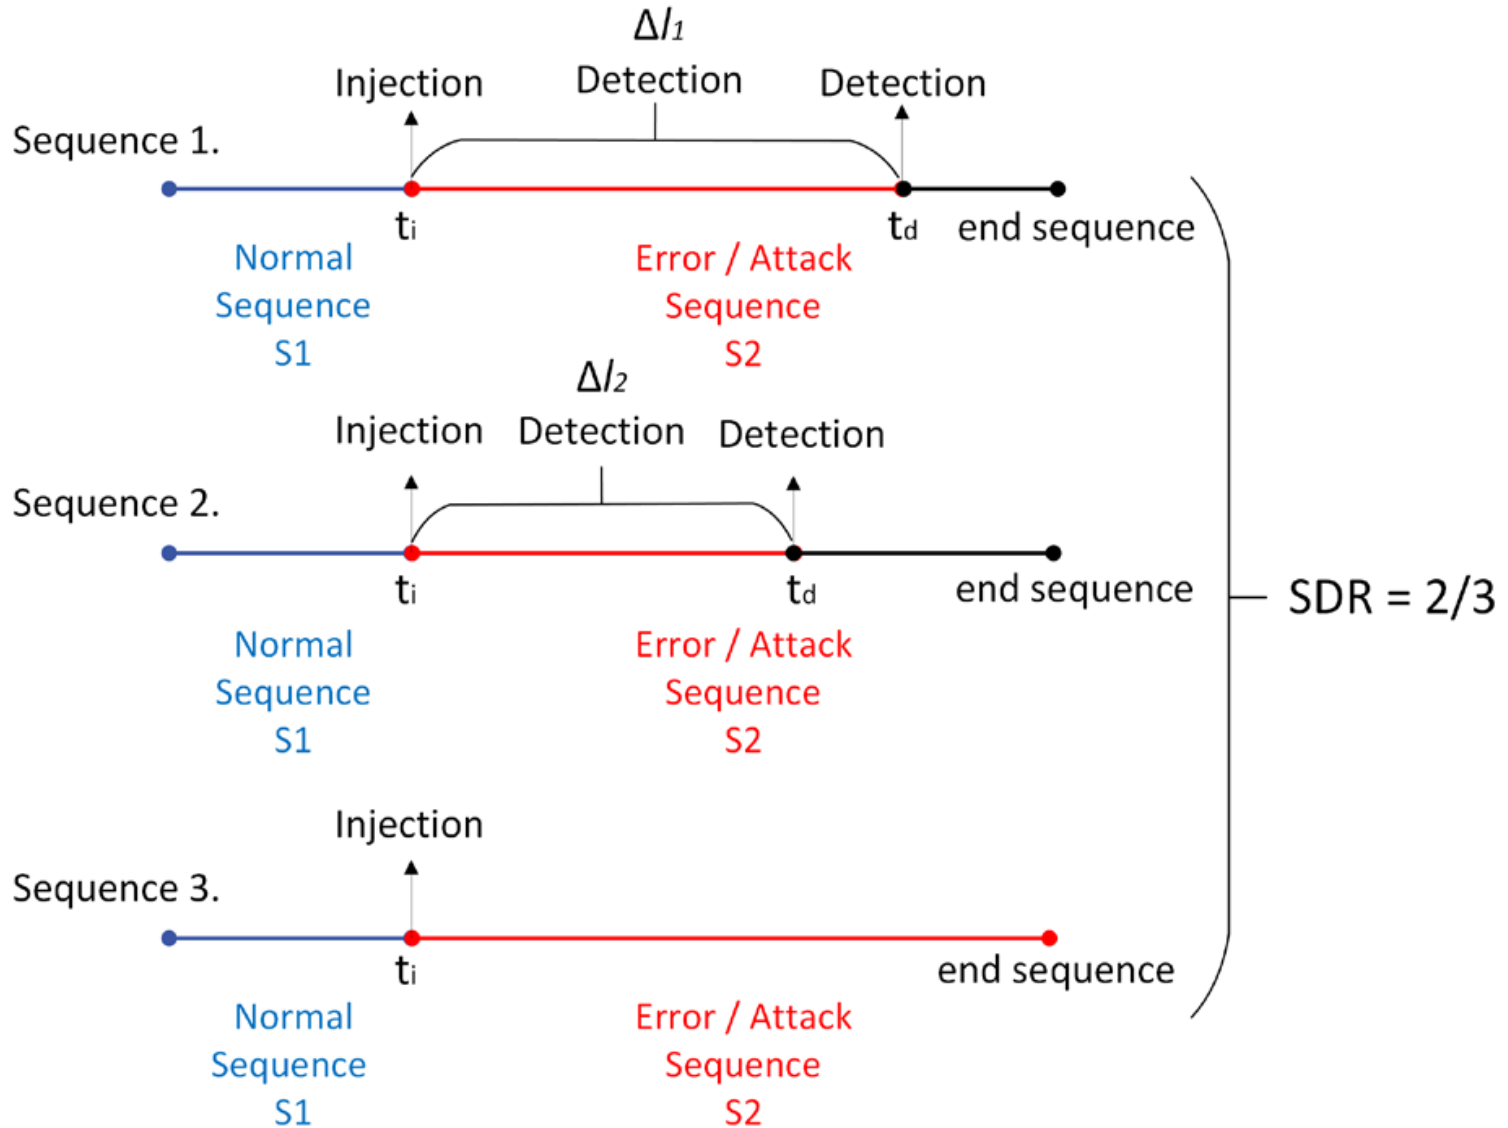 Δl1
Injection Detection Detection
Sequence 1.
ti td end sequence
Normal Error / Attack
Sequence Sequence
S1 S2
Δl2
Injection Detection Detection
Sequence 2.
ti td end sequence
Normal Error / Attack
Sequence Sequence
S1 S2
SDR = 2/3
Injection
Sequence 3.
ti end sequence
Normal Error / Attack
Sequence Sequence
S1 S2